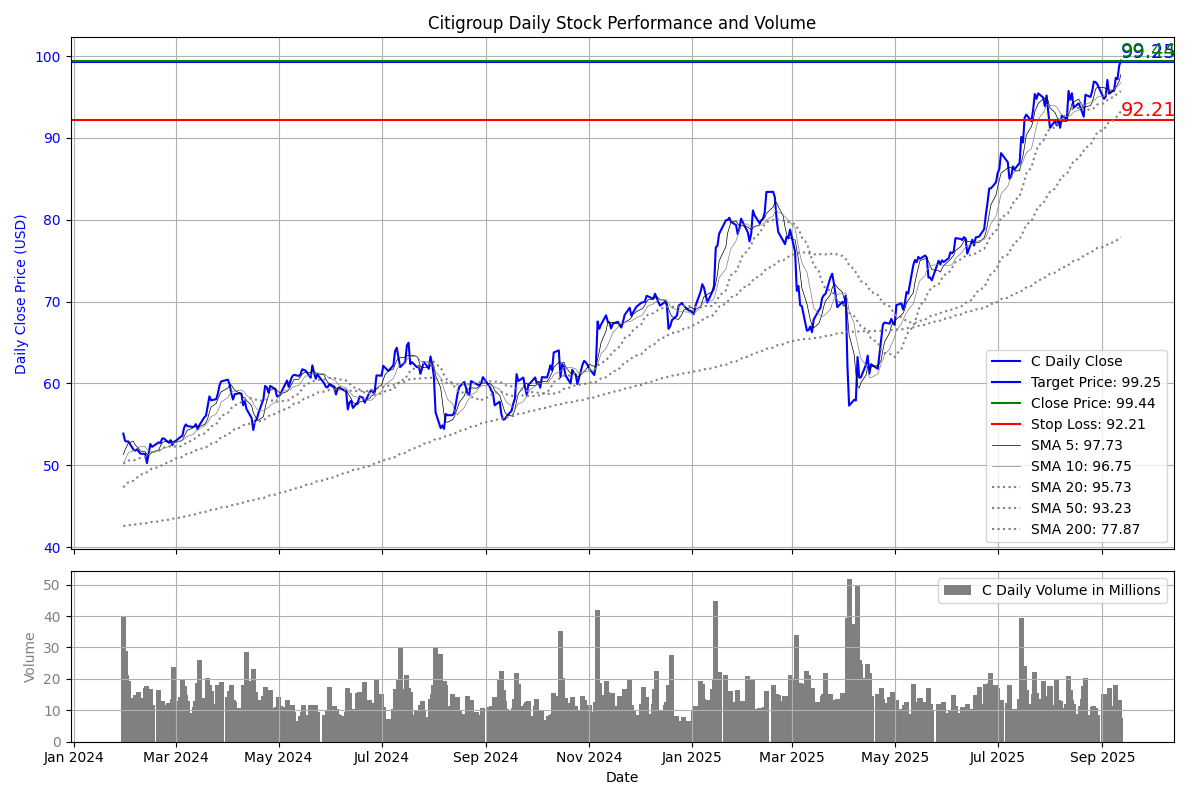 Citigroup Daily Stock Performance and Volume
Daily Close Price (USD)
100
90
80
70
60
50
40
99.25
99.44
92.21
C Daily Close
Target Price: 99.25
Close Price: 99.44
Stop Loss: 92.21
SMA 5: 97.73
SMA 10: 96.75
SMA 20: 95.73
SMA 50: 93.23
SMA 200: 77.87
Volume
50
40
30
20
10
0
C Daily Volume in Millions
Jan 2024 Mar 2024 May 2024 Jul 2024 Sep 2024 Nov 2024 Jan 2025 Mar 2025 May 2025 Jul 2025 Sep 2025
Date